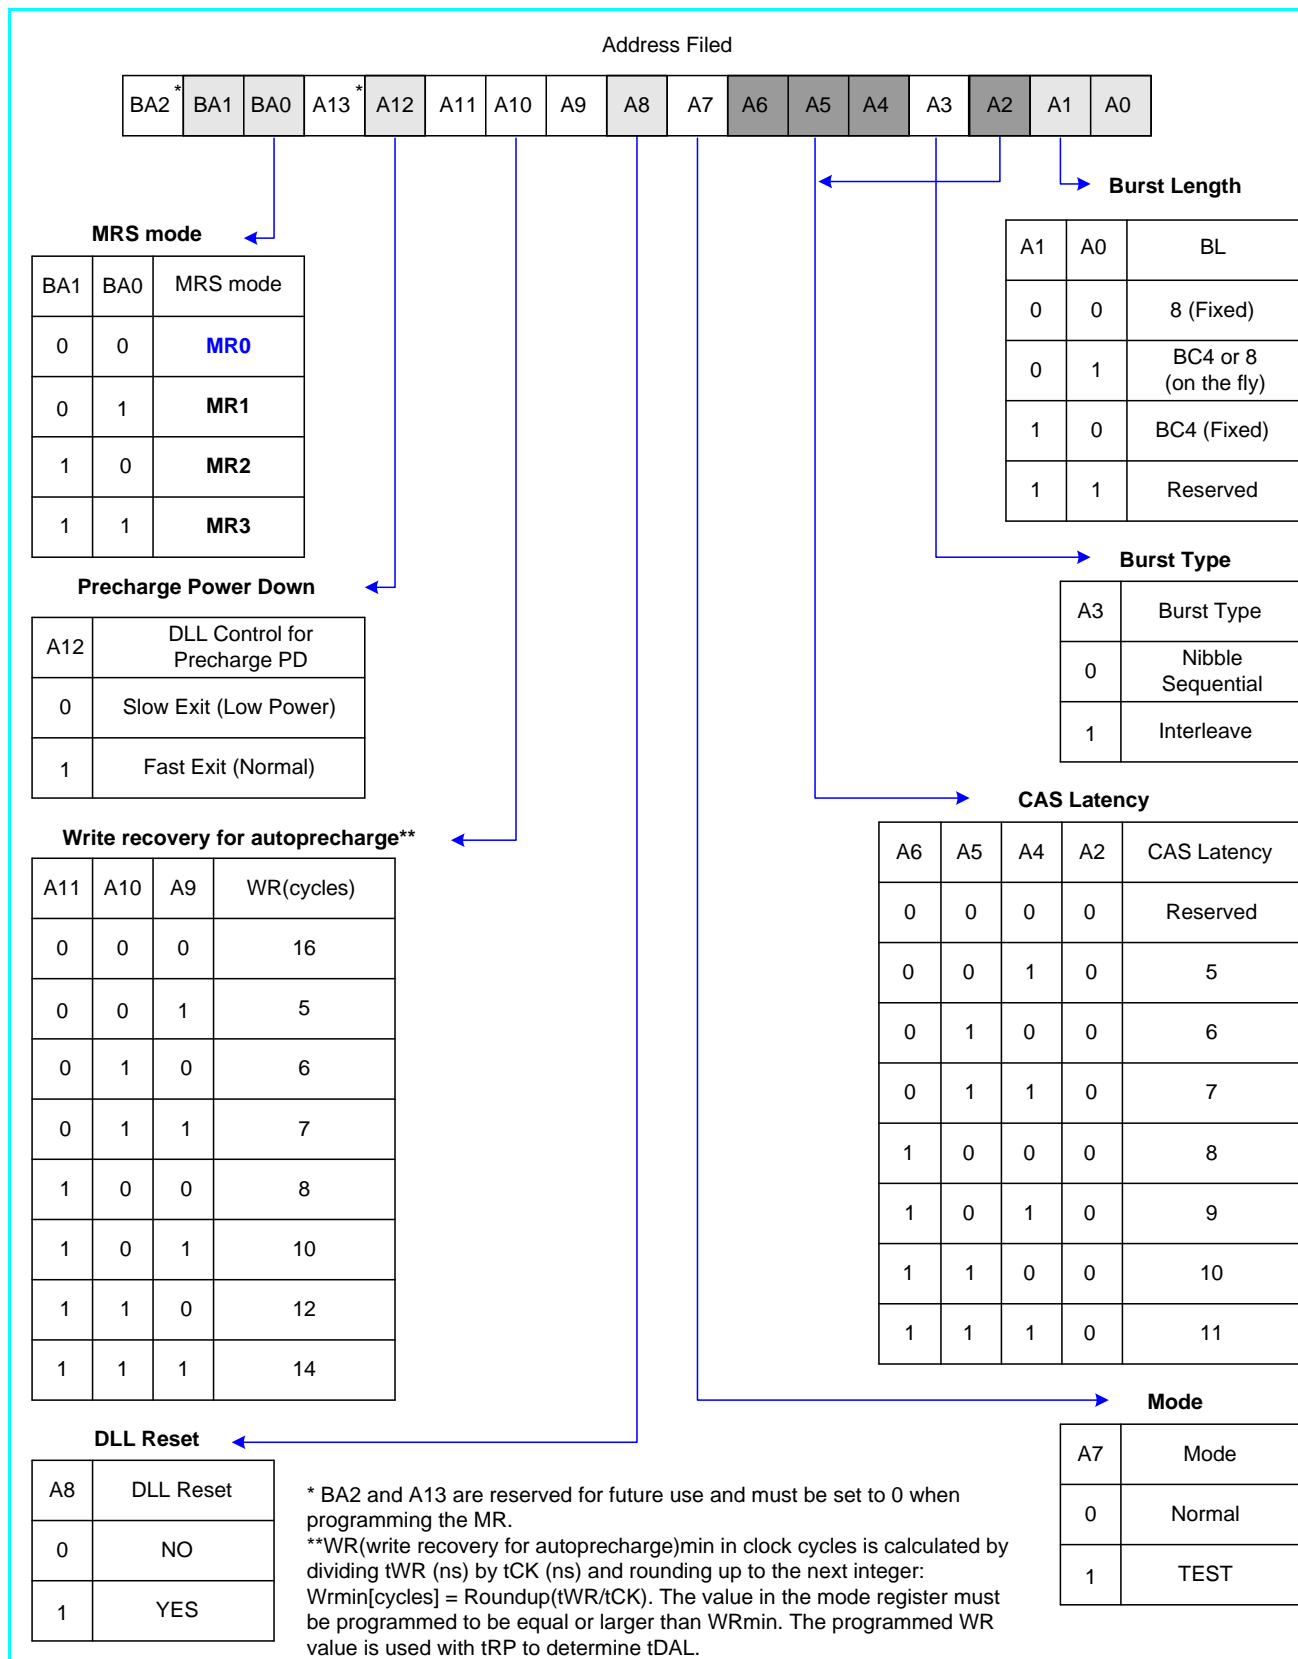 Address Filed
BA2* BA1 BA0 A13* A12 A11 A10 A9 A8 A7 A6 A5 A4 A3 A2 A1 A0
MRS mode
BA1 BA0 MRS mode
0 0 MR0
0 1 MR1
1 0 MR2
1 1 MR3
Precharge Power Down
A12 DLL Control for
Precharge PD
0 Slow Exit (Low Power)
1 Fast Exit (Normal)
Write recovery for autoprecharge**
A11 A10 A9 WR(cycles)
0 0 0 16
0 0 1 5
0 1 0 6
0 1 1 7
1 0 0 8
1 0 1 10
1 1 0 12
1 1 1 14
DLL Reset
A8 DLL Reset
0 NO
1 YES
Burst Length
A1 A0 BL
0 0 8 (Fixed)
0 1 BC4 or 8
(on the fly)
1 0 BC4 (Fixed)
1 1 Reserved
Burst Type
A3 Burst Type
0 Nibble
Sequential
1 Interleave
CAS Latency
A6 A5 A4 A2 CAS Latency
0 0 0 0 Reserved
0 0 1 0 5
0 1 0 0 6
0 1 1 0 7
1 0 0 0 8
1 0 1 0 9
1 1 0 0 10
1 1 1 0 11
Mode
A7 Mode
0 Normal
1 TEST
* BA2 and A13 are reserved for future use and must be set to 0 when
programming the MR.
**WR(write recovery for autoprecharge)min in clock cycles is calculated by
dividing tWR (ns) by tCK (ns) and rounding up to the next integer:
Wrmin[cycles] = Roundup(tWR/tCK). The value in the mode register must
be programmed to be equal or larger than WRmin. The programmed WR
value is used with tRP to determine tDAL.